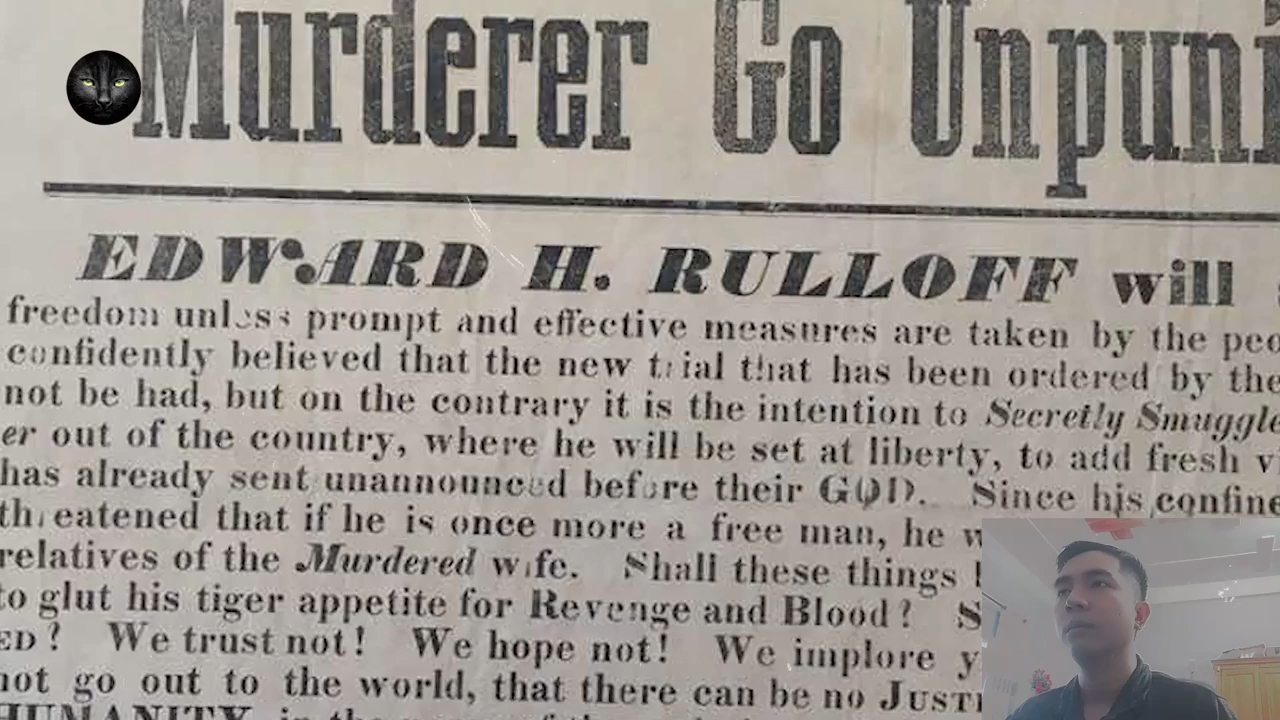 Murderer Go Unpuni
EDWARD H. RULLOFF will
freedom unless prompt and effective measures are taken by the peo
confidently believed that the new trial that has been ordered by the
not be had, but on the contrary it is the intention to Secretly Smuggle
er out of the country, where he will be set at liberty, to add fresh vi
has already sent unannounced before their GOD. Since his confine
threatened that if he is once more a free man, he w
relatives of the Murdered wife. Shall these things
to glut his tiger appetite for Revenge and Blood? S
ED? We trust not! We hope not! We implore y
not go out to the world, that there can be no JUSTI
HUMANITY, in the